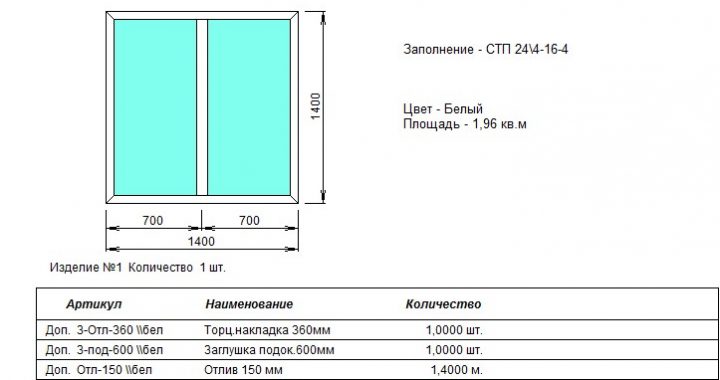 Заполнение - СТП 24\4-16-4
1400
Цвет - Белый
Площадь - 1,96 кв.м
700 700
1400
Изделие №1 Количество 1 шт.
Артикул Наименование Количество
Доп. З-Отл-360 \\бел Торц.накладка 360мм 1,0000 шт.
Доп. З-под-600 \\бел Заглушка подок.600мм 1,0000 шт.
Доп. Отл-150 \\бел Отлив 150 мм 1,4000 м.